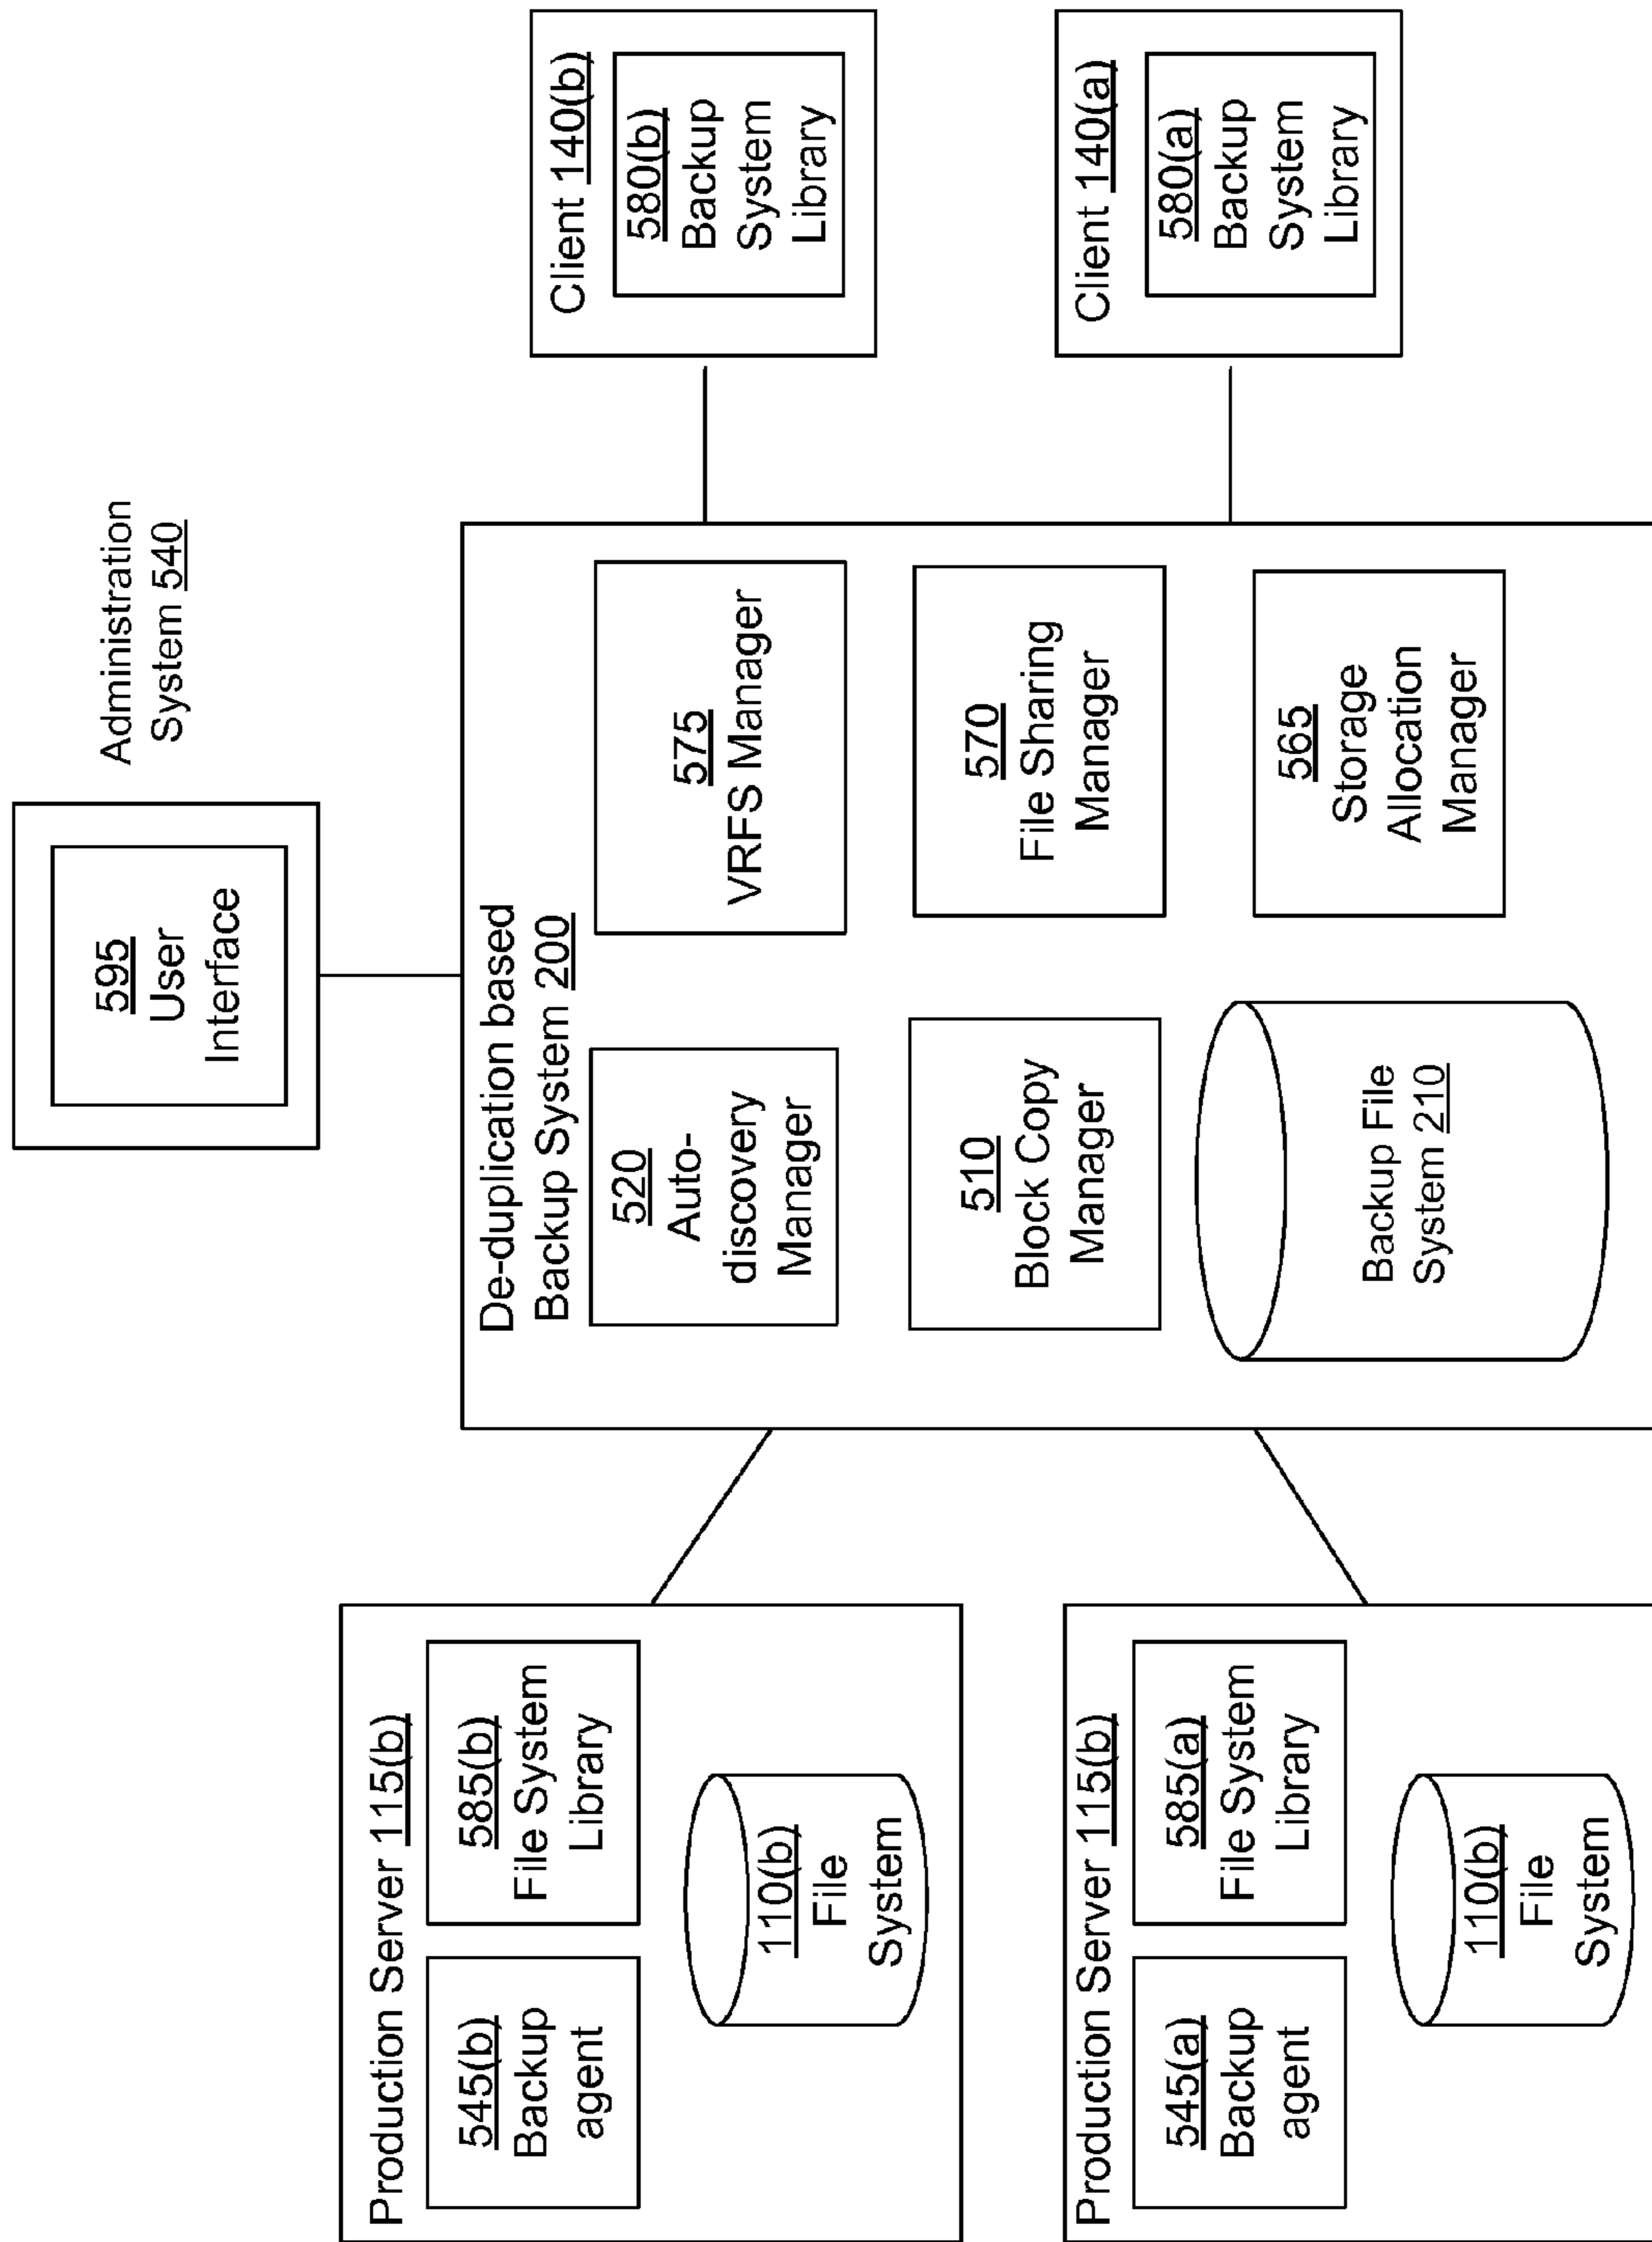 Administration
System 540
595
User
Interface
Production Server 115(b)
545(b)
Backup
agent
585(b)
File System
Library
110(b)
File
System
Production Server 115(b)
545(a)
Backup
agent
585(a)
File System
Library
110(b)
File
System
De-duplication based
Backup System 200
520
Auto-
discovery
Manager
575
VRFS Manager
510
Block Copy
Manager
570
File Sharing
Manager
Backup File
System 210
565
Storage
Allocation
Manager
Client 140(b)
580(b)
Backup
System
Library
Client 140(a)
580(a)
Backup
System
Library